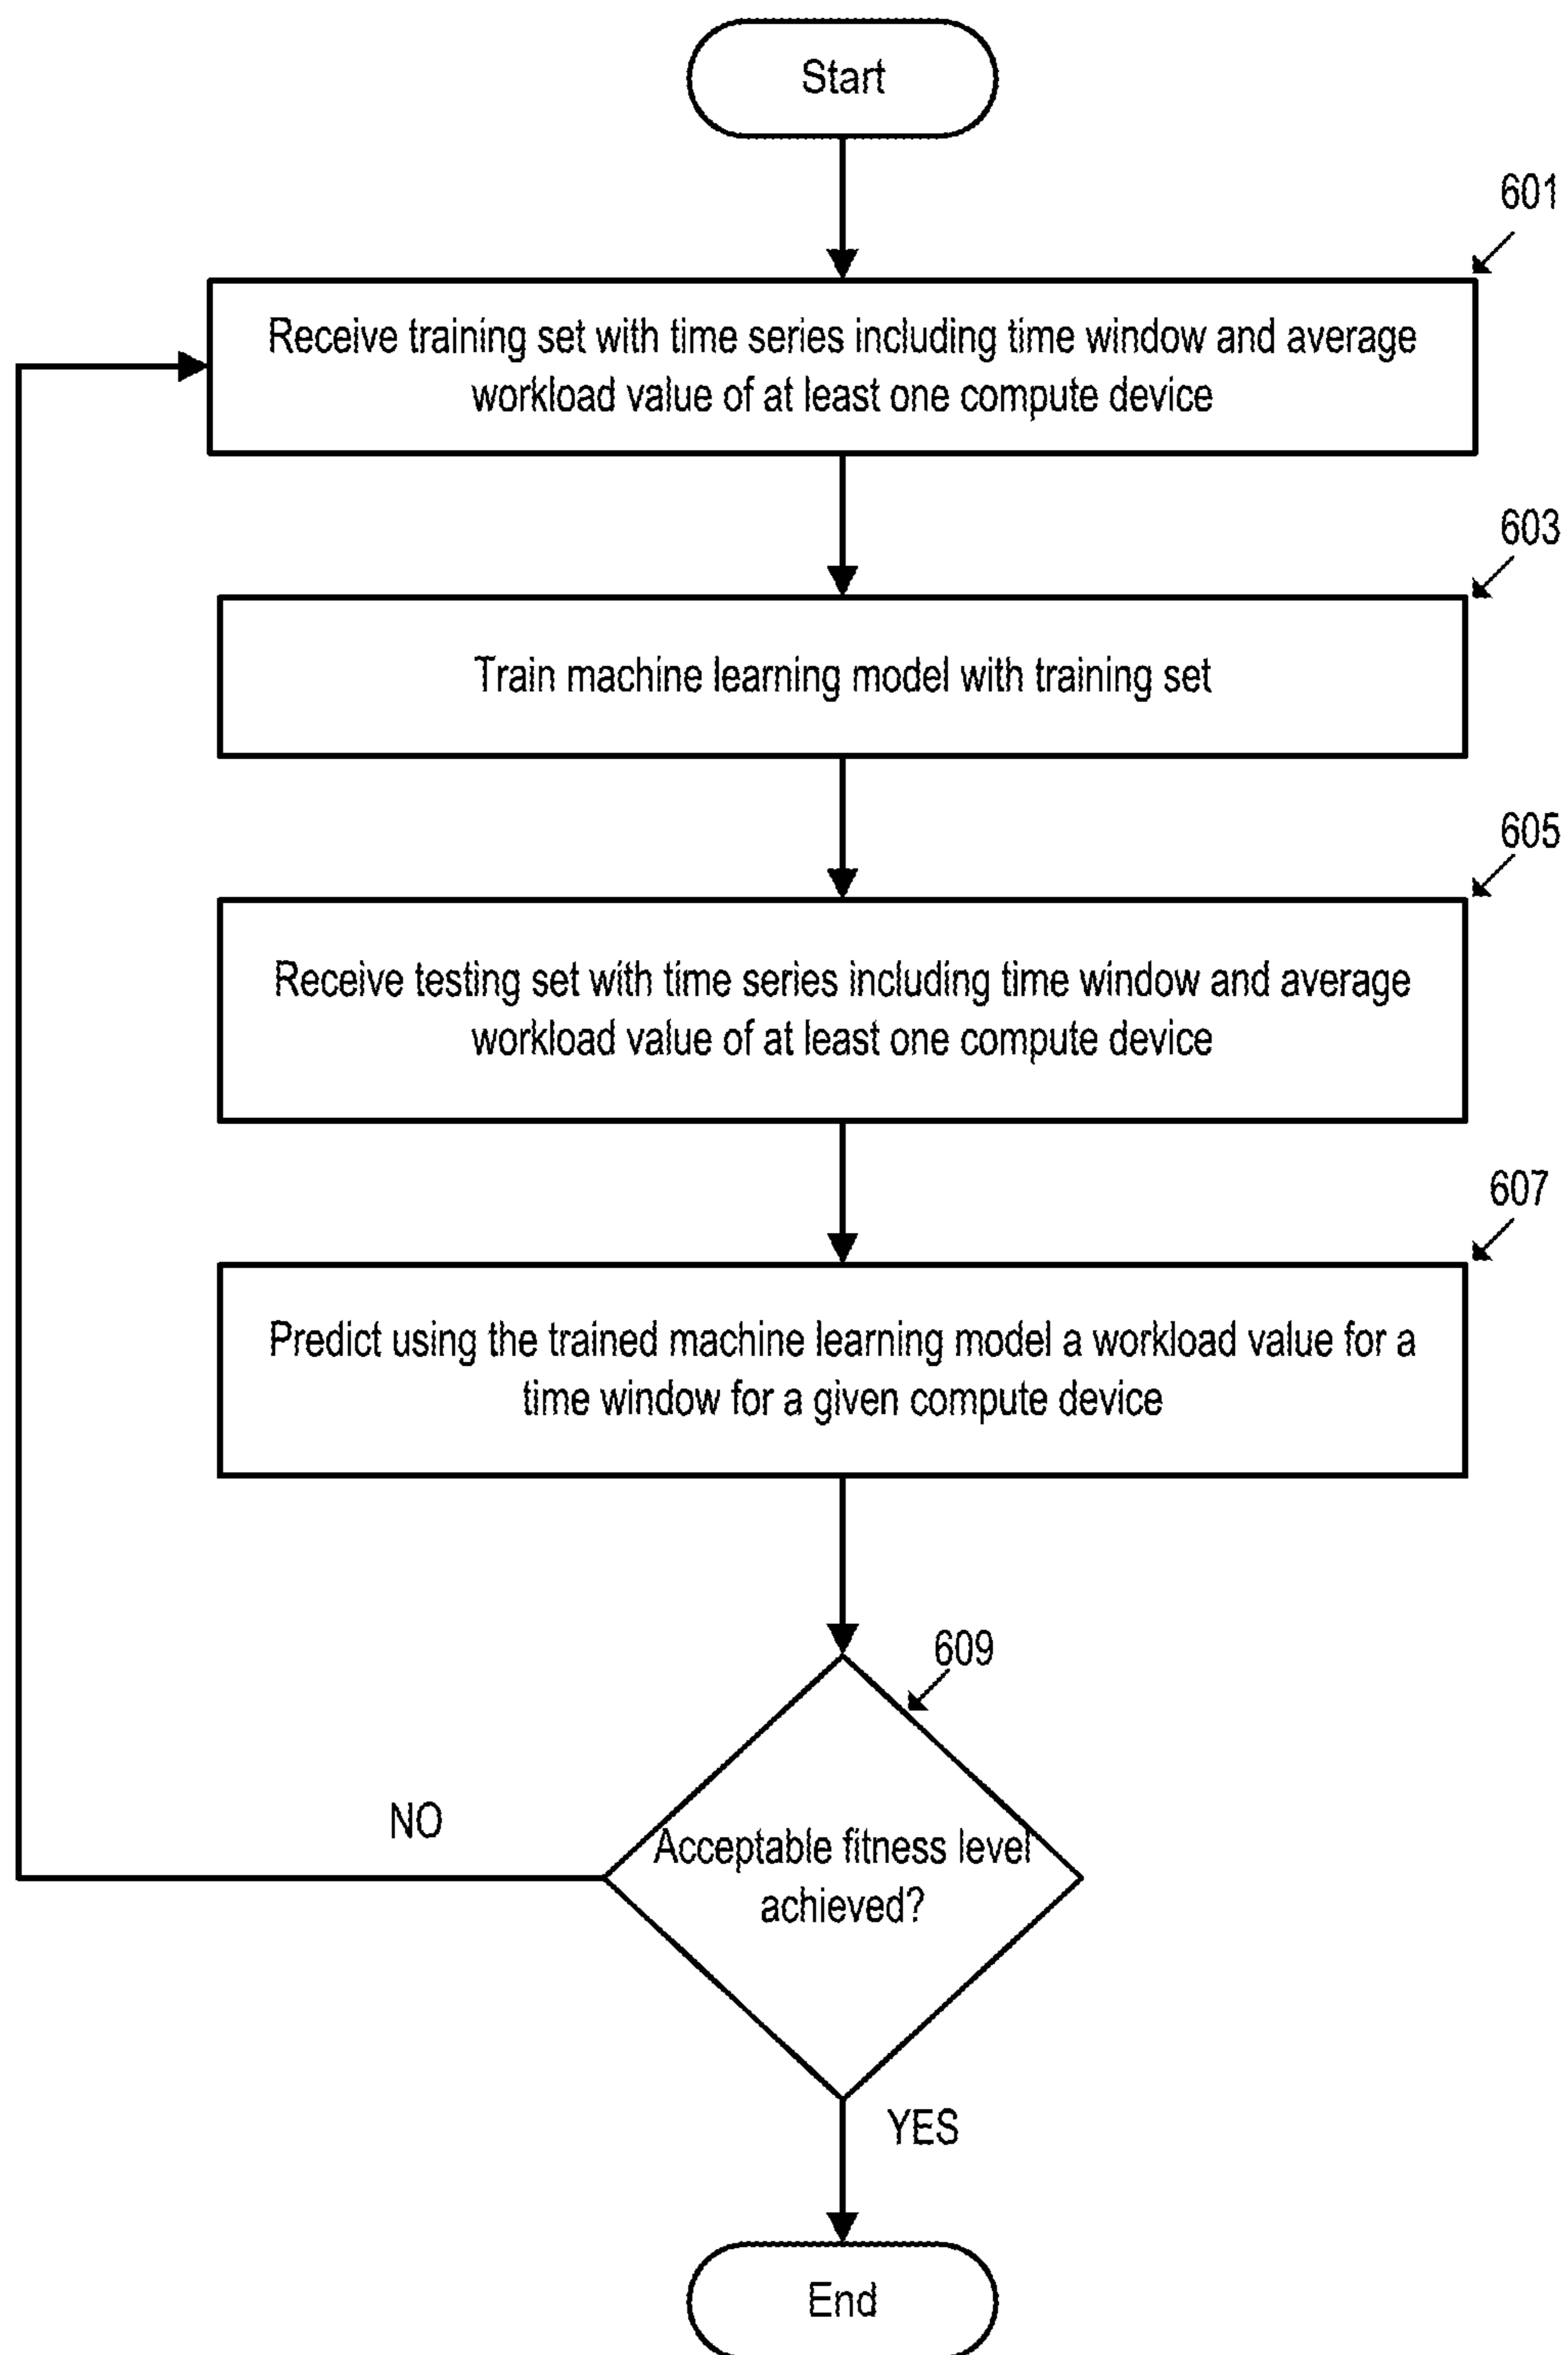 Start
601
Receive training set with time series including time window and average
workload value of at least one compute device
603
Train machine learning model with training set
605
Receive testing set with time series including time window and average
workload value of at least one compute device
607
Predict using the trained machine learning model a workload value for a
time window for a given compute device
609
NO
Acceptable fitness level
achieved?
YES
End